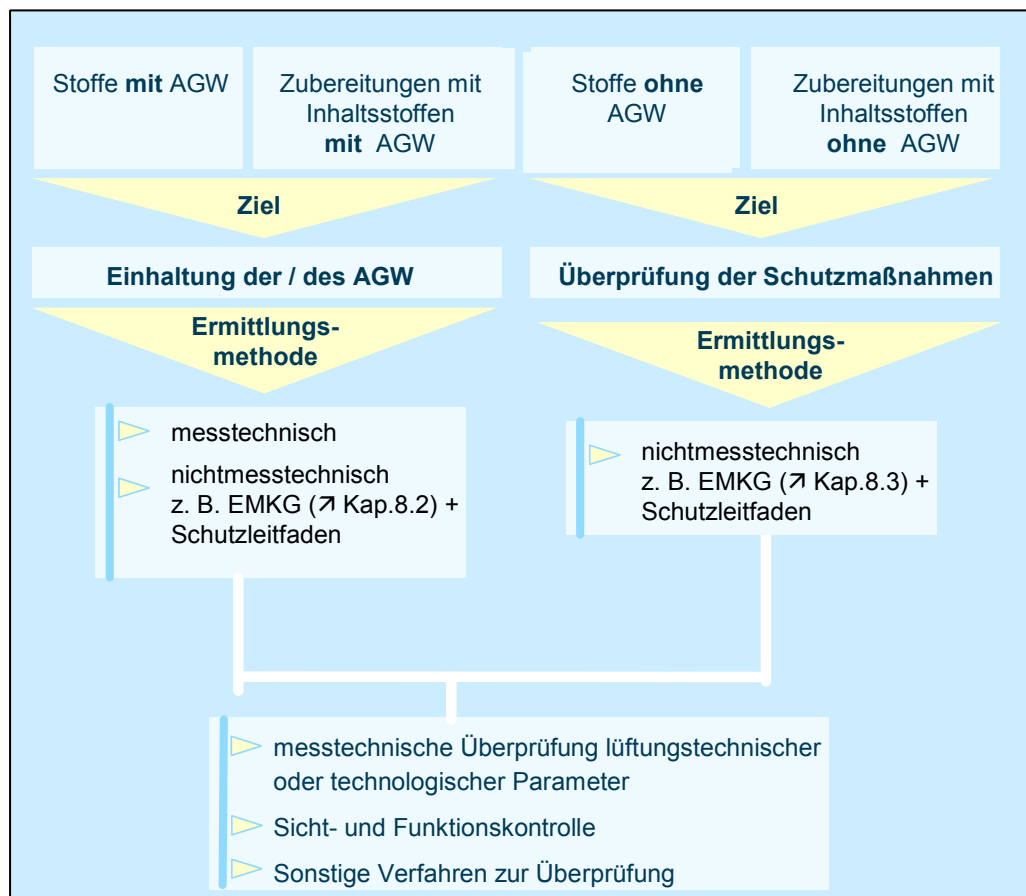 Stoffe mit AGW
Zubereitungen mit
Inhaltsstoffen
mit AGW
Stoffe ohne
AGW
Zubereitungen mit
Inhaltsstoffen
ohne AGW
Ziel
Ziel
Einhaltung der / des AGW
Überprüfung der Schutzmaßnahmen
Ermittlungs-
methode
Ermittlungs-
methode
messtechnisch
nichtmesstechnisch
z. B. EMKG (↗ Kap.8.2) +
Schutzleitfaden
nichtmesstechnisch
z. B. EMKG (↗ Kap.8.3) +
Schutzleitfaden
messtechnische Überprüfung lüftungstechnischer
oder technologischer Parameter
Sicht- und Funktionskontrolle
Sonstige Verfahren zur Überprüfung